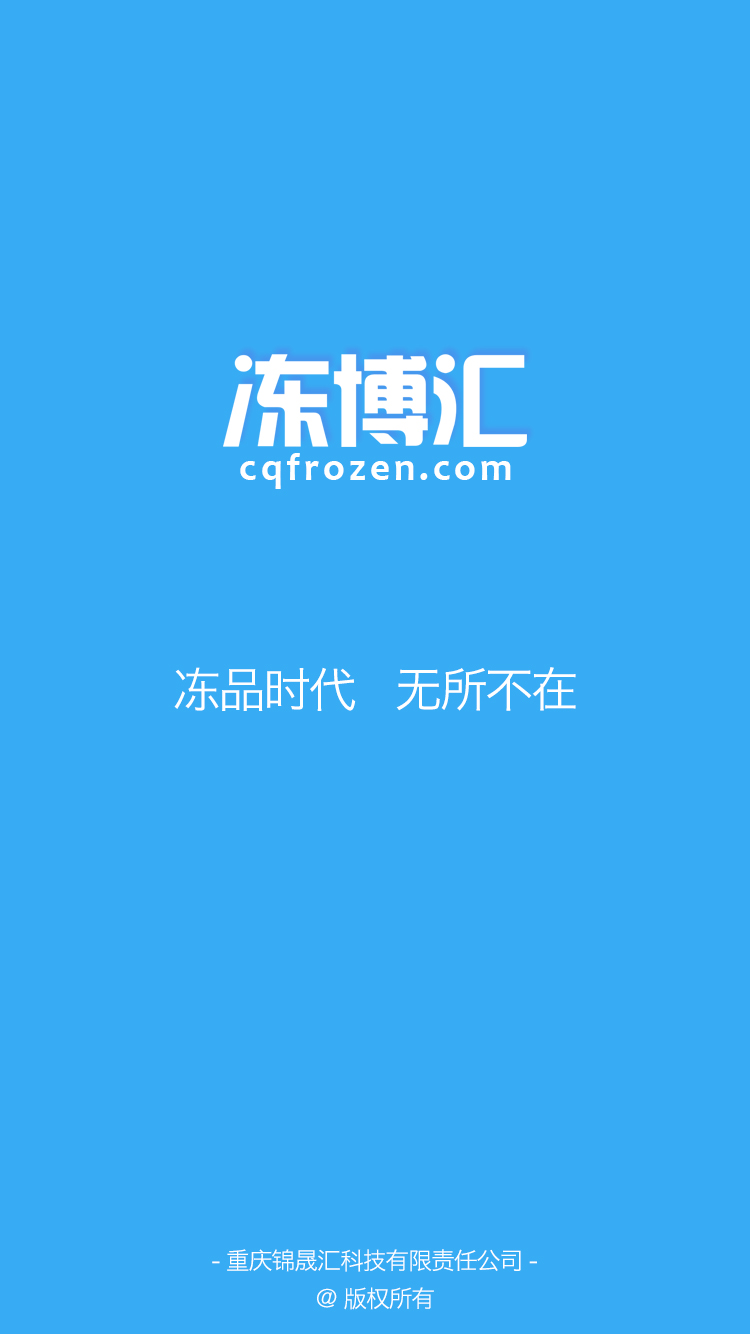 冻博汇
cqfrozen.com
冻品时代 无所不在
- 重庆锦晟汇科技有限责任公司 -
@ 版权所有